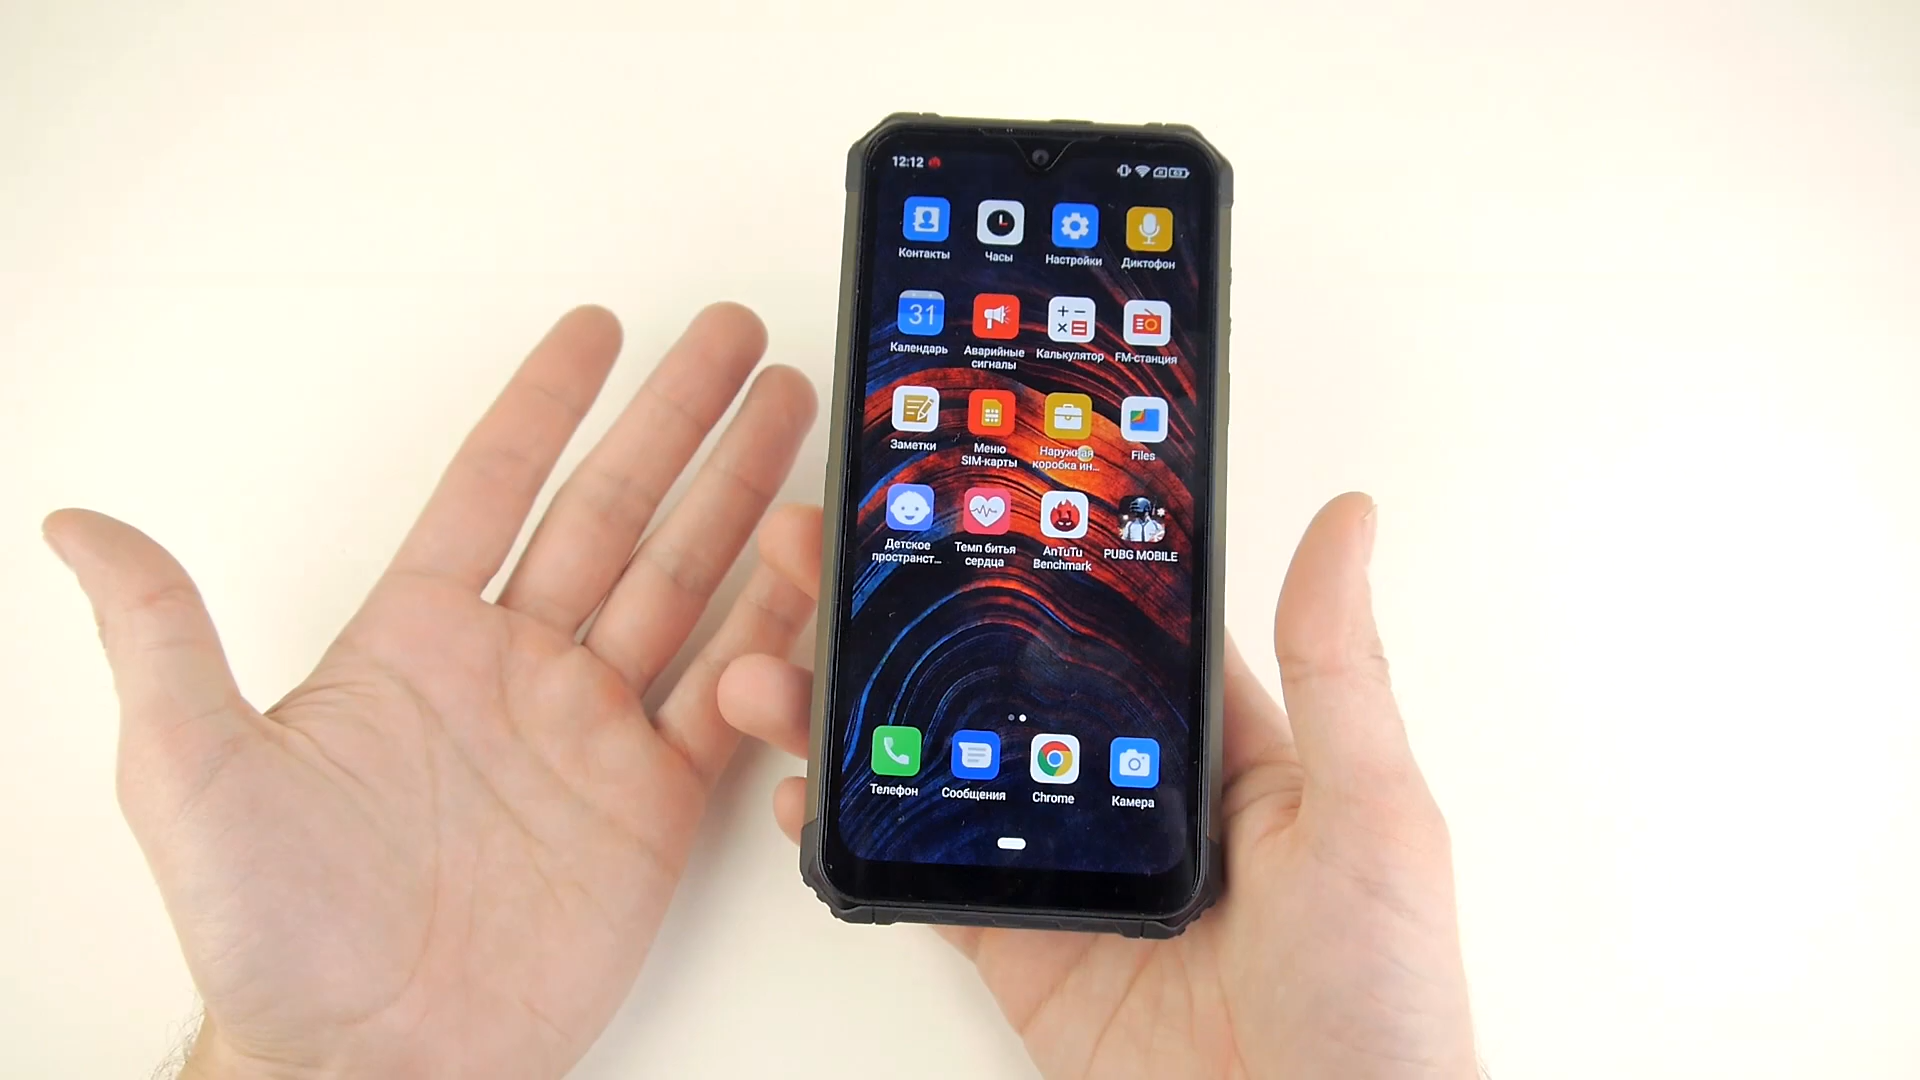 12:12
Контакты
Часы
Настройки
Диктофон
31
Календарь
Аварийные
сигналы
Калькулятор
FM-станция
Заметки
Меню
SIM-карты
Наружная
коробка ин...
Files
Детское
пространст...
Темп битья
сердца
AnTuTu
Benchmark
PUBG MOBILE
Телефон
Сообщения
Chrome
Камера